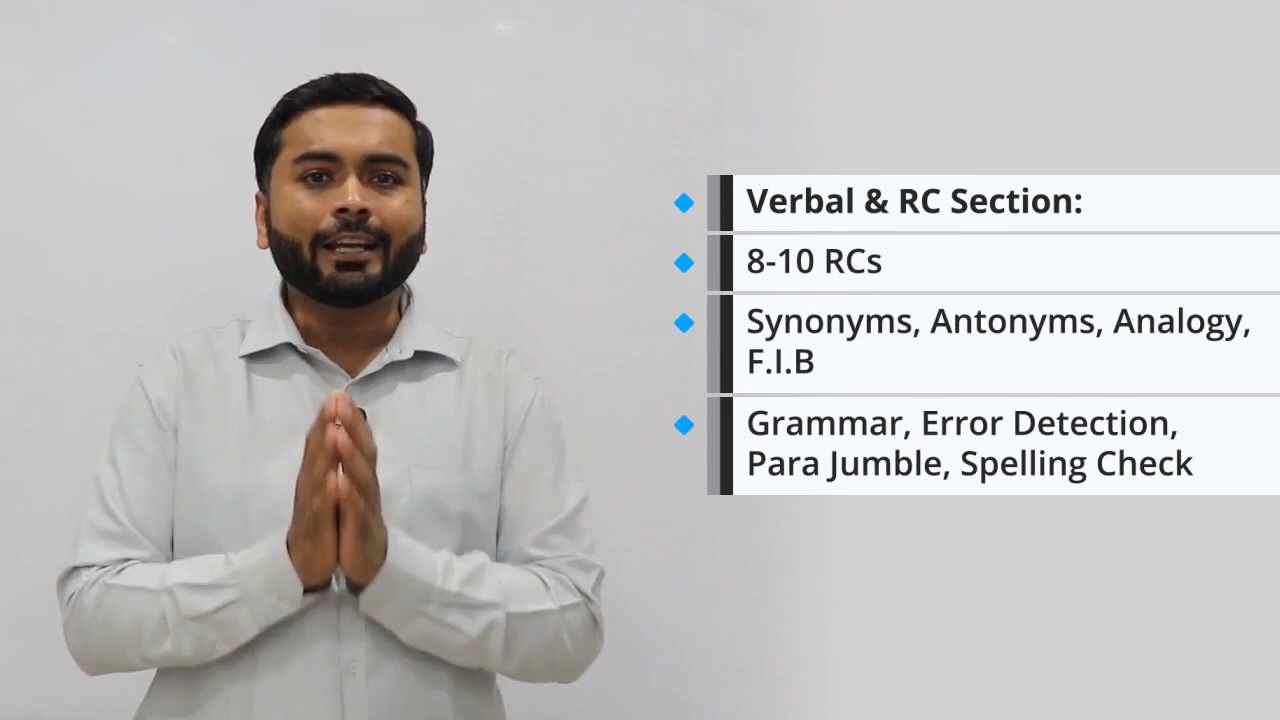 Verbal & RC Section:
8-10 RCs
Synonyms, Antonyms, Analogy,
F.I.B
Grammar, Error Detection,
Para Jumble, Spelling Check